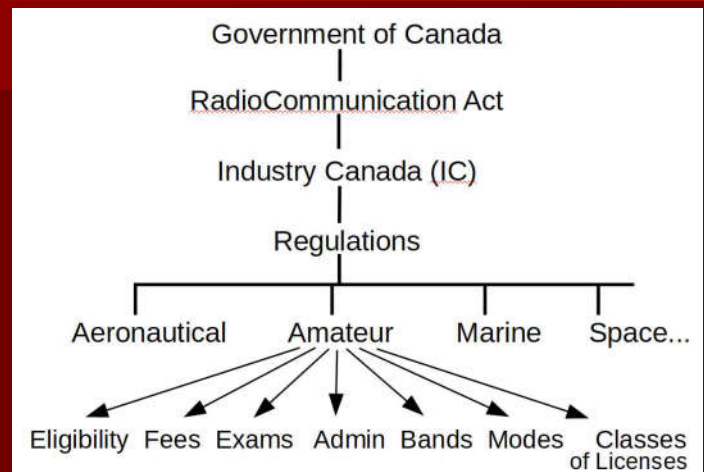 Government of Canada
RadioCommunication Act
Industry Canada (IC)
Regulations
Aeronautical Amateur Marine Space...
Eligibility Fees Exams Admin Bands Modes Classes
of Licenses